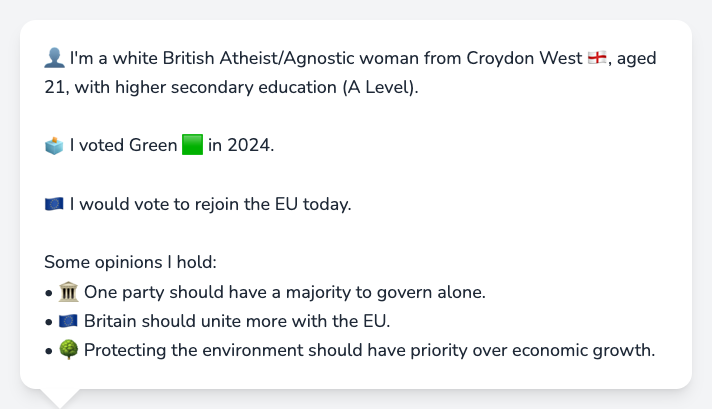 👤 I'm a white British Atheist/Agnostic woman from Croydon West 🏴󠁧󠁢󠁥󠁮󠁧󠁿, aged
21, with higher secondary education (A Level).
🗳️ I voted Green 🟩 in 2024.
🇪🇺 I would vote to rejoin the EU today.
Some opinions I hold:
• 🏛️ One party should have a majority to govern alone.
• 🇪🇺 Britain should unite more with the EU.
• 🌳 Protecting the environment should have priority over economic growth.